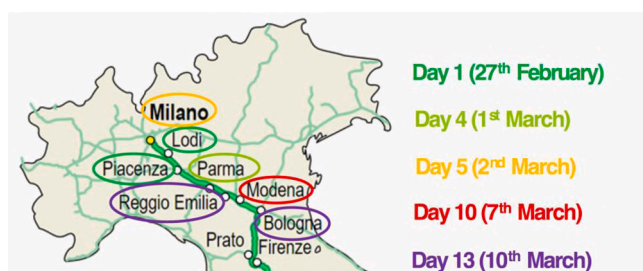 Milano
Lodi
Piacenza
Parma
Reggio Emilia
Modena
Bologna
Prato
Firenze
Day 1 (27th February)
Day 4 (1st March)
Day 5 (2nd March)
Day 10 (7th March)
Day 13 (10th March)